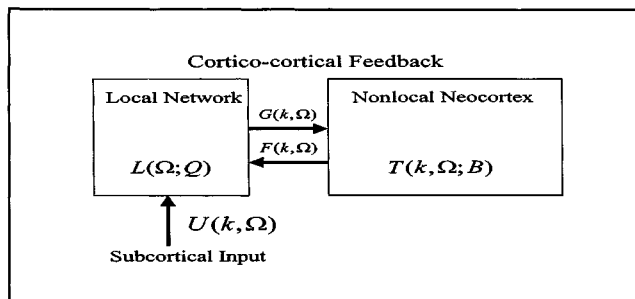 Cortico-cortical Feedback
Local Network
Nonlocal Neocortex
G(k,Ω)
F(k,Ω)
L(Ω;Q)
T(k,Ω;B)
U(k,Ω)
Subcortical Input